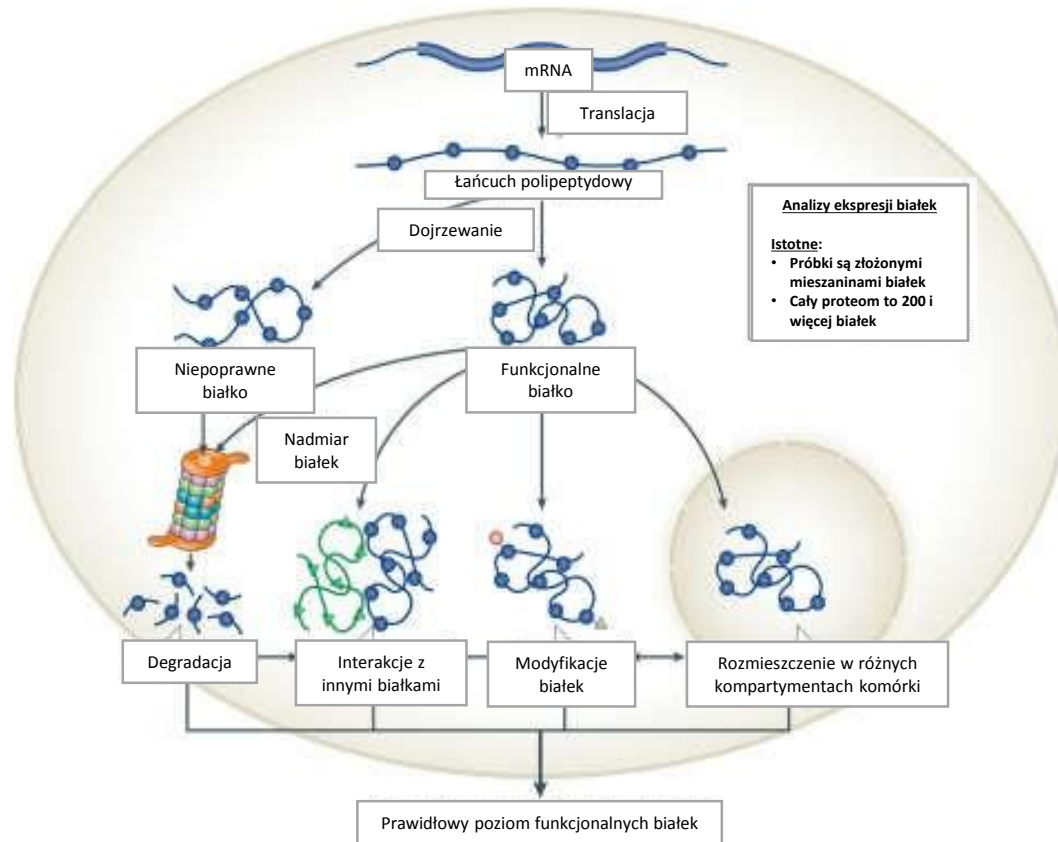 mRNA
Translacja
Łańcuch polipeptydowy
Dojrzewanie
Analizy ekspresji białek
Istotne:
• Próbki są złożonymi
mieszaninami białek
• Cały proteom to 200 i
więcej białek
Niepoprawne
białko
Funkcjonalne
białko
Nadmiar
białek
Degradacja
Interakcje z
innymi białkami
Modyfikacje
białek
Rozmieszczenie w różnych
kompartymentach komórki
Prawidłowy poziom funkcjonalnych białek